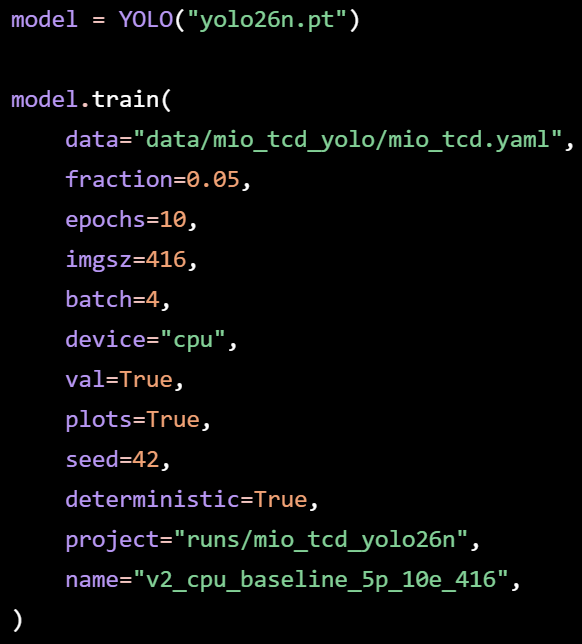 model = YOLO("yolo26n.pt")
model.train(
    data="data/mio_tcd_yolo/mio_tcd.yaml",
    fraction=0.05,
    epochs=10,
    imgsz=416,
    batch=4,
    device="cpu",
    val=True,
    plots=True,
    seed=42,
    deterministic=True,
    project="runs/mio_tcd_yolo26n",
    name="v2_cpu_baseline_5p_10e_416",
)